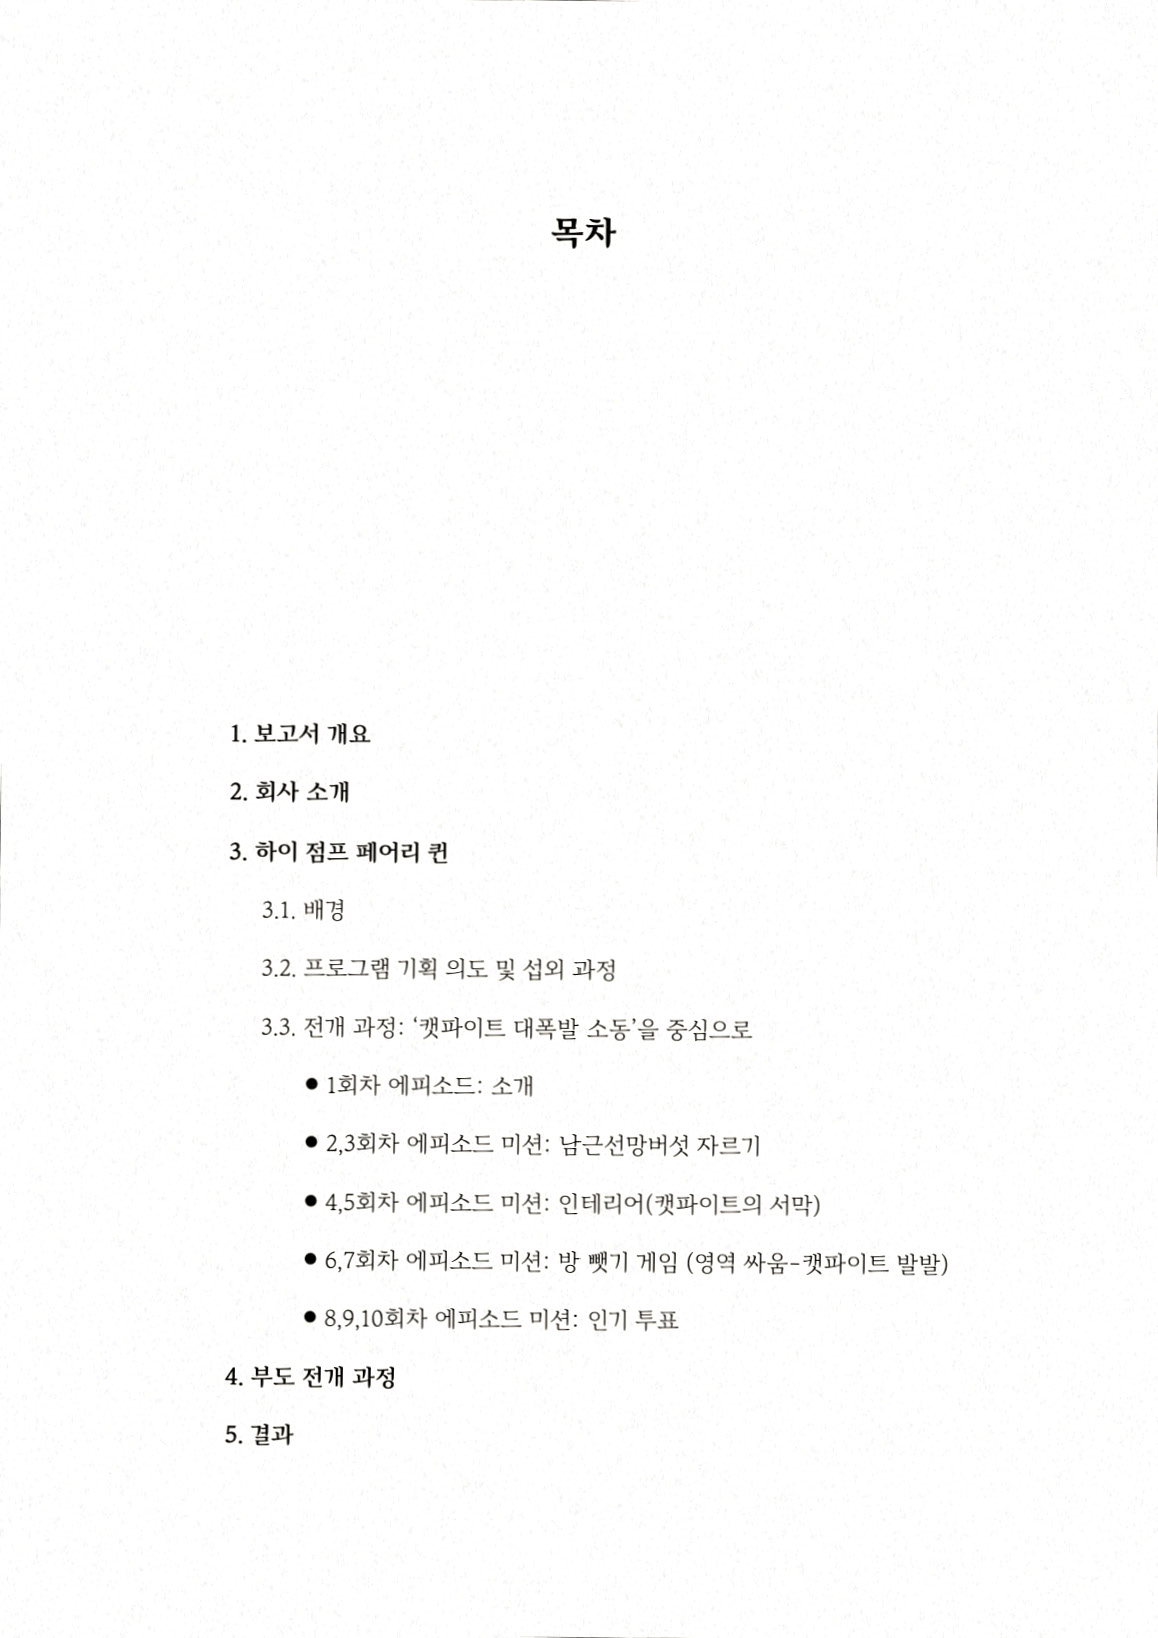 목차
1. 보고서 개요
2. 회사 소개
3. 하이 점프 페어리 퀸
3.1. 배경
3.2. 프로그램 기획 의도 및 섭외 과정
3.3. 전개 과정: ‘캣파이트 대폭발 소동’을 중심으로
● 1회차 에피소드: 소개
● 2,3회차 에피소드 미션: 남근선망버섯 자르기
● 4,5회차 에피소드 미션: 인테리어(캣파이트의 서막)
● 6,7회차 에피소드 미션: 방 뺏기 게임 (영역 싸움-캣파이트 발발)
● 8,9,10회차 에피소드 미션: 인기 투표
4. 부도 전개 과정
5. 결과